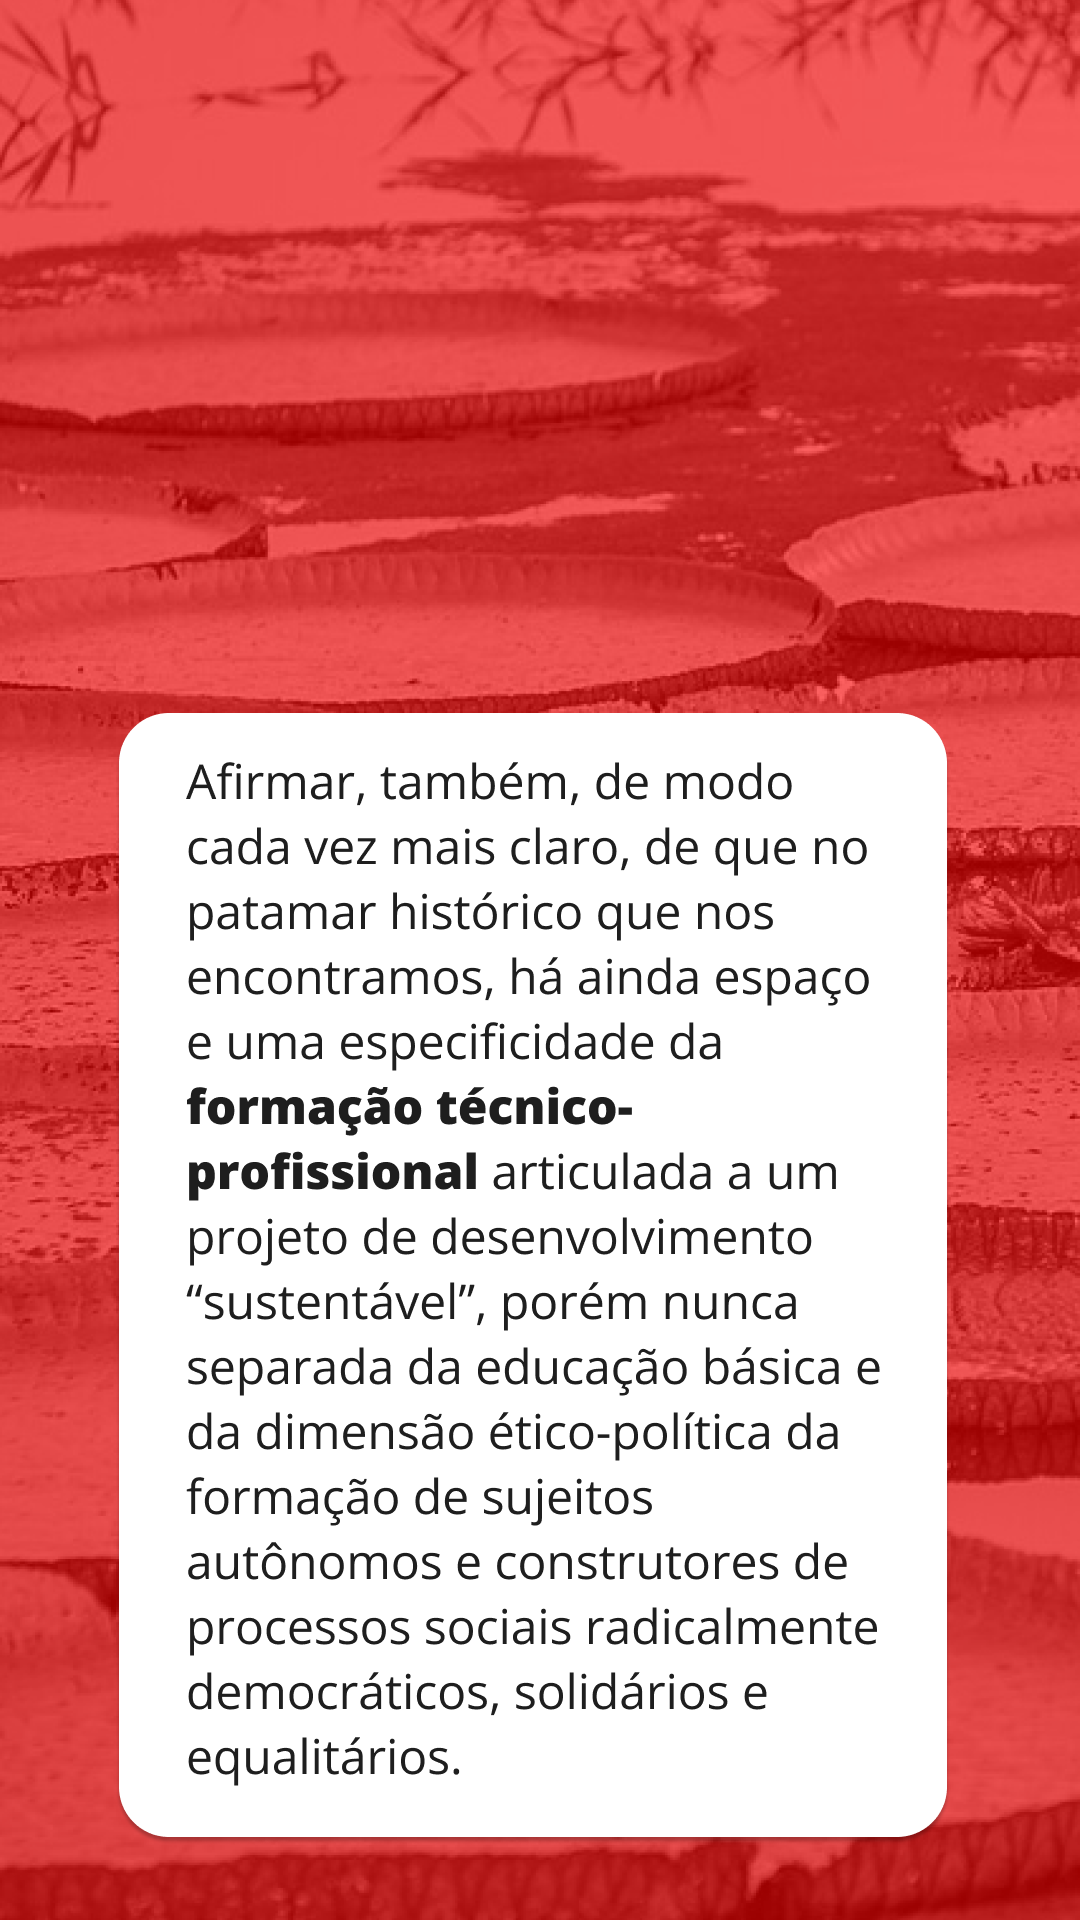 Afirmar, também, de modo
cada vez mais claro, de que no
patamar histórico que nos
encontramos, há ainda espaço
e uma especificidade da
formação técnico-
profissional articulada a um
projeto de desenvolvimento
“sustentável”, porém nunca
separada da educação básica e
da dimensão ético-política da
formação de sujeitos
autônomos e construtores de
processos sociais radicalmente
democráticos, solidários e
equalitários.